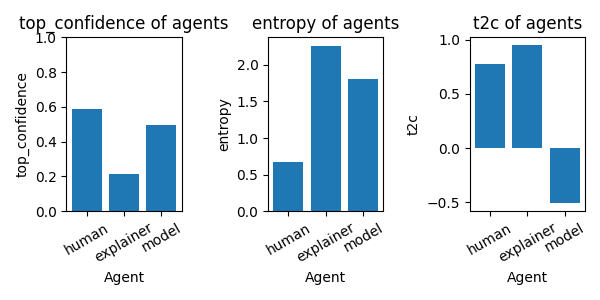 top_confidence of agents
top_confidence
1.0
0.8
0.6
0.4
0.2
0.0
human
explainer
model
Agent
entropy of agents
entropy
2.0
1.5
1.0
0.5
0.0
human
explainer
model
Agent
t2c of agents
t2c
1.0
0.5
0.0
−0.5
human
explainer
model
Agent